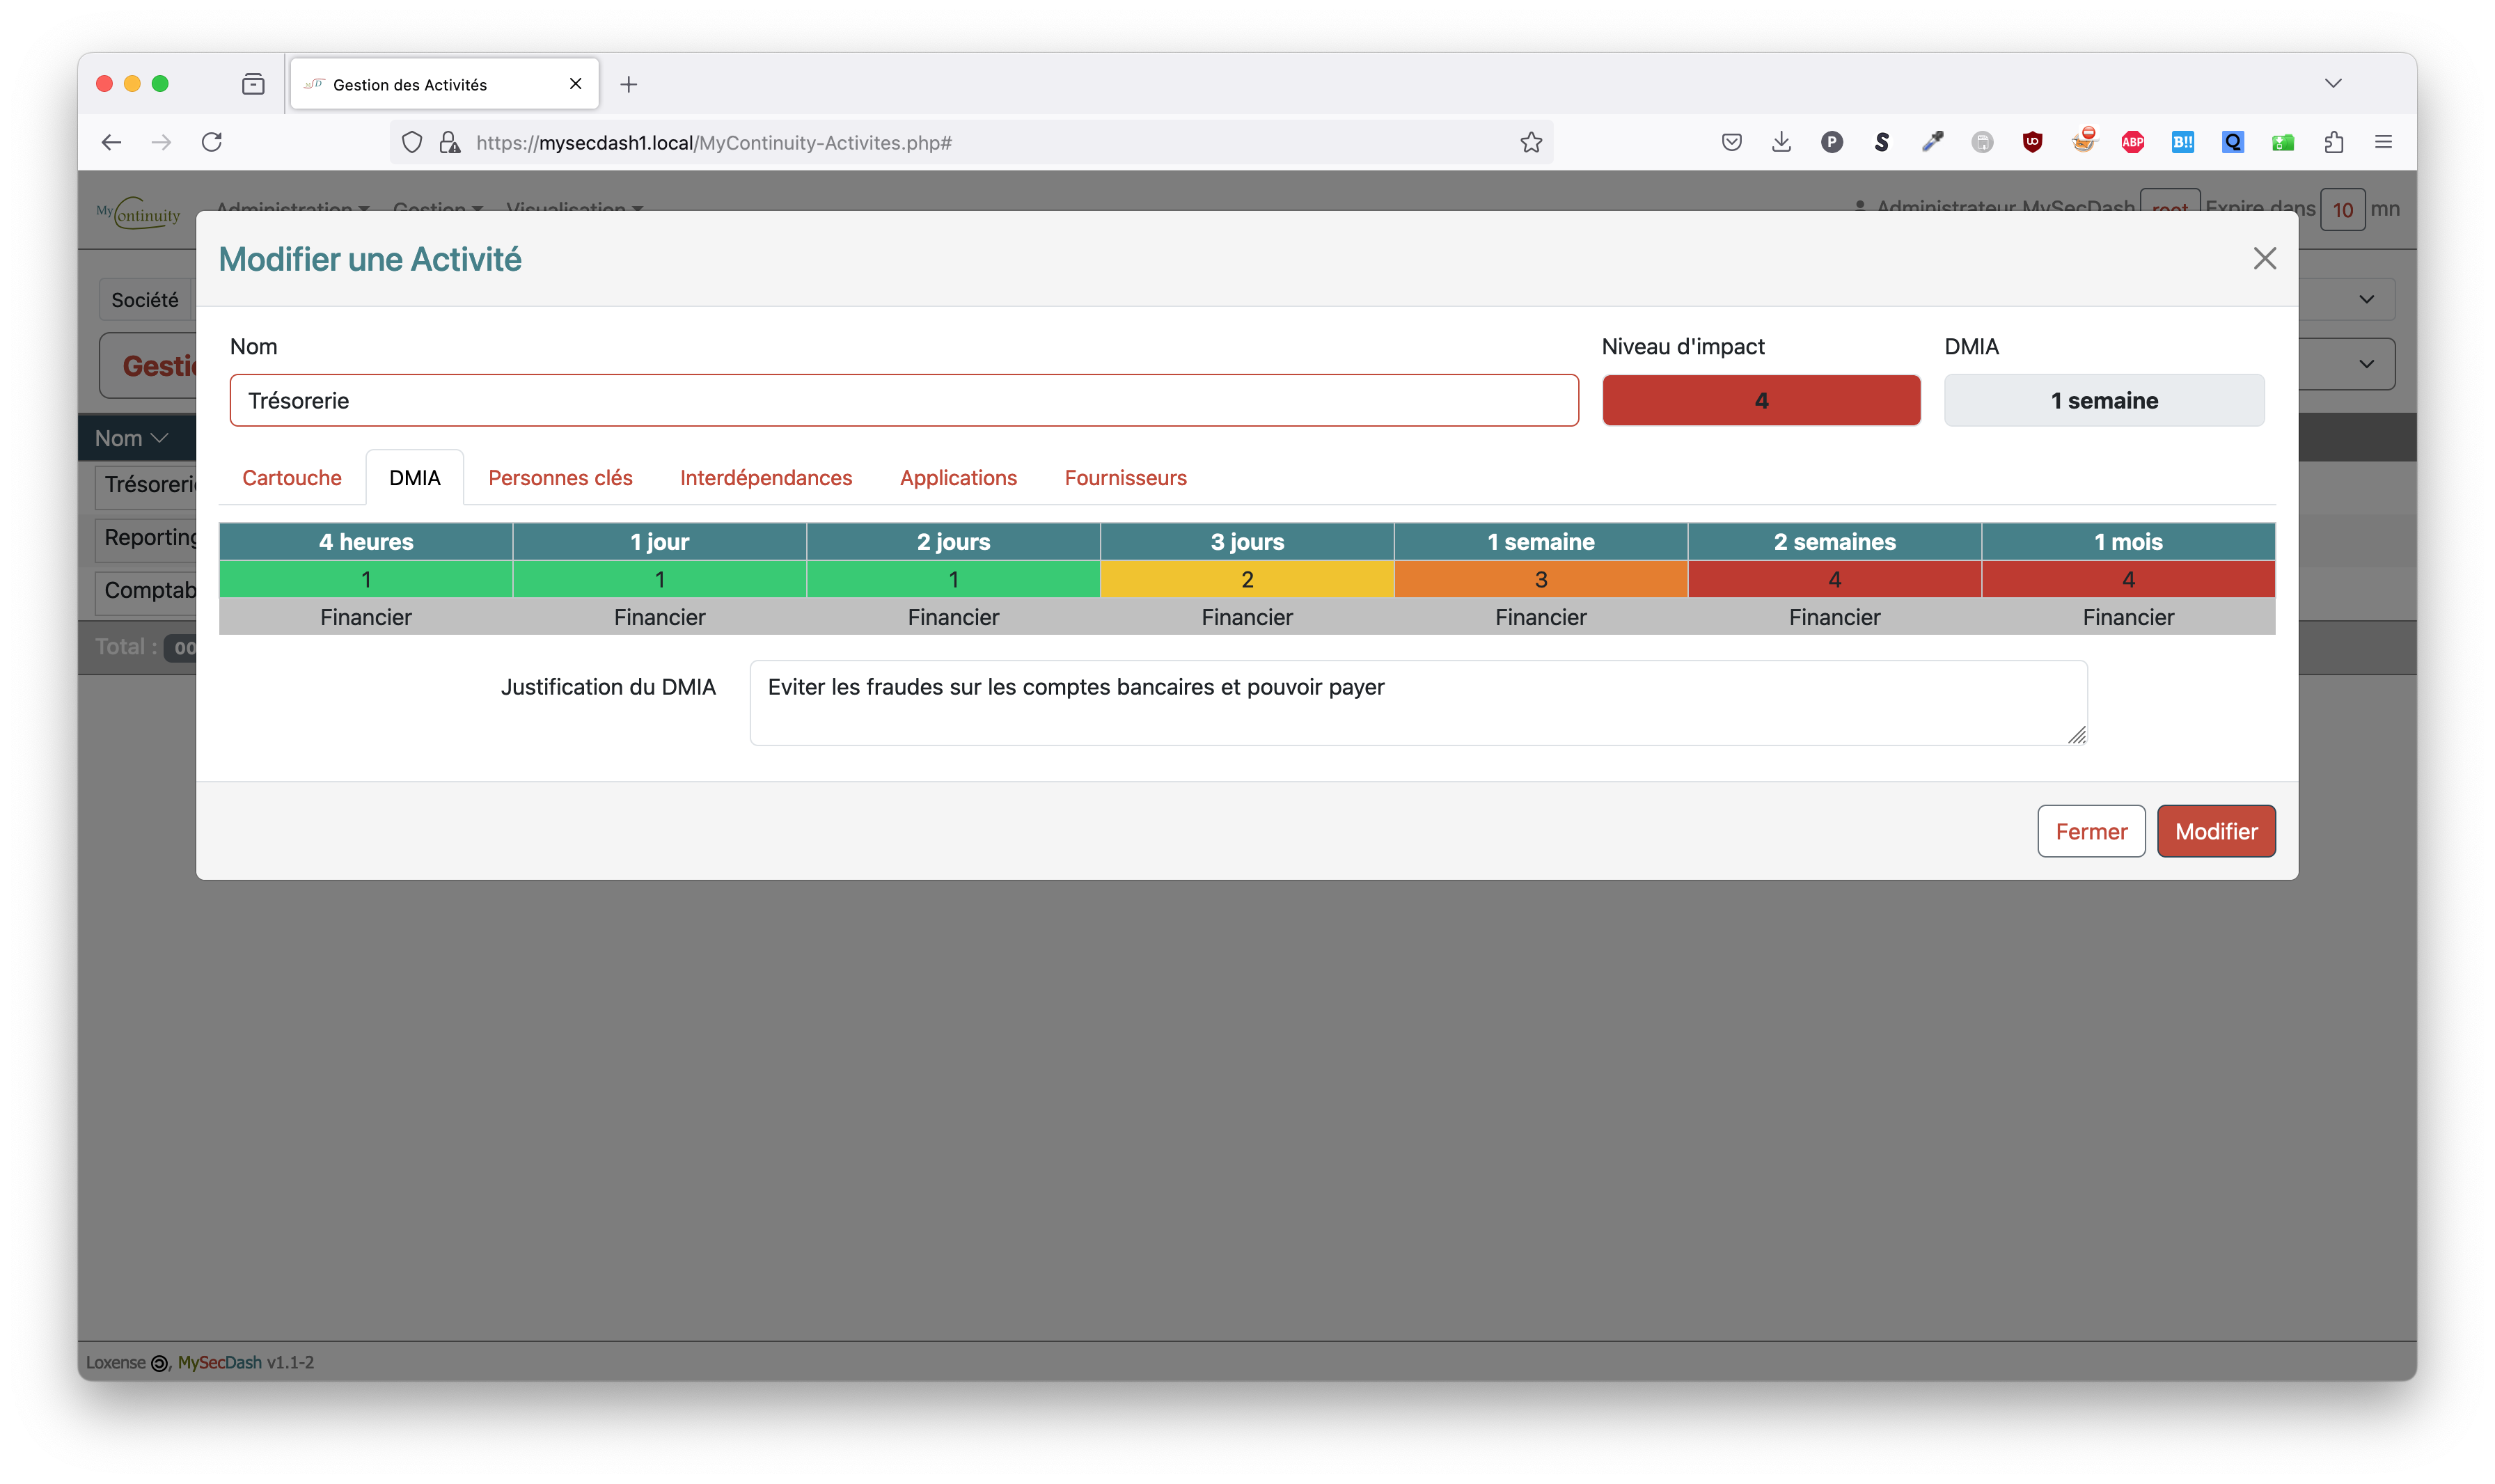 Gestion des Activités
https://mysecdash1.local/MyContinuity-Activites.php#
MyContinuity Administration Gestion Visualisation Administrateur MySecDash root Expire dans 10 mn
Modifier une Activité
Société
Nom Niveau d'impact DMIA
Trésorerie 4 1 semaine
Nom
Cartouche DMIA Personnes clés Interdépendances Applications Fournisseurs
4 heures 1 jour 2 jours 3 jours 1 semaine 2 semaines 1 mois
1 1 1 2 3 4 4
Financier Financier Financier Financier Financier Financier Financier
Reporting
Total : 00
Justification du DMIA Eviter les fraudes sur les comptes bancaires et pouvoir payer
Fermer Modifier
Loxense, MySecDash v1.1-2